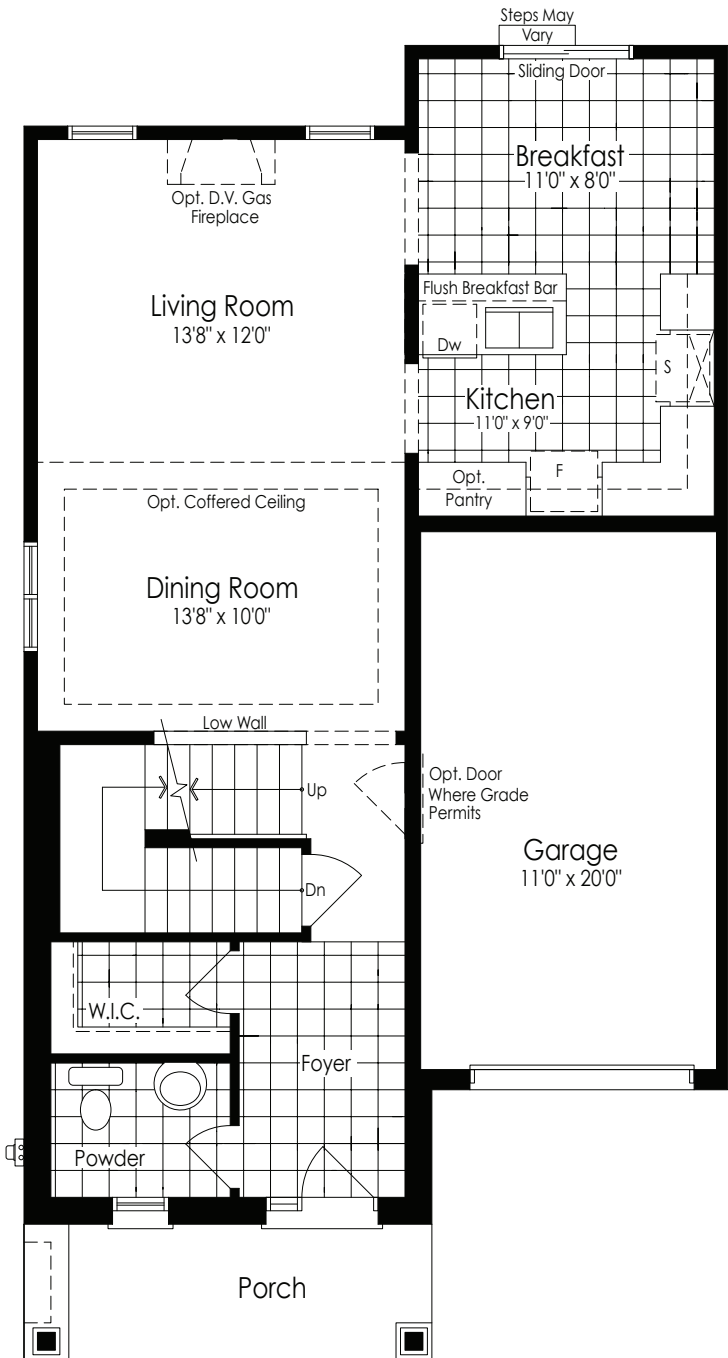 Steps May
Vary
Sliding Door
Breakfast
11'0" x 8'0"
Opt. D.V. Gas
Fireplace
Living Room
13'8" x 12'0"
Flush Breakfast Bar
Dw
S
Kitchen
11'0" x 9'0"
Opt.
Pantry
F
Opt. Coffered Ceiling
Dining Room
13'8" x 10'0"
Low Wall
Up
Opt. Door
Where Grade
Permits
Garage
11'0" x 20'0"
Dn
W.I.C.
Foyer
Powder
Porch